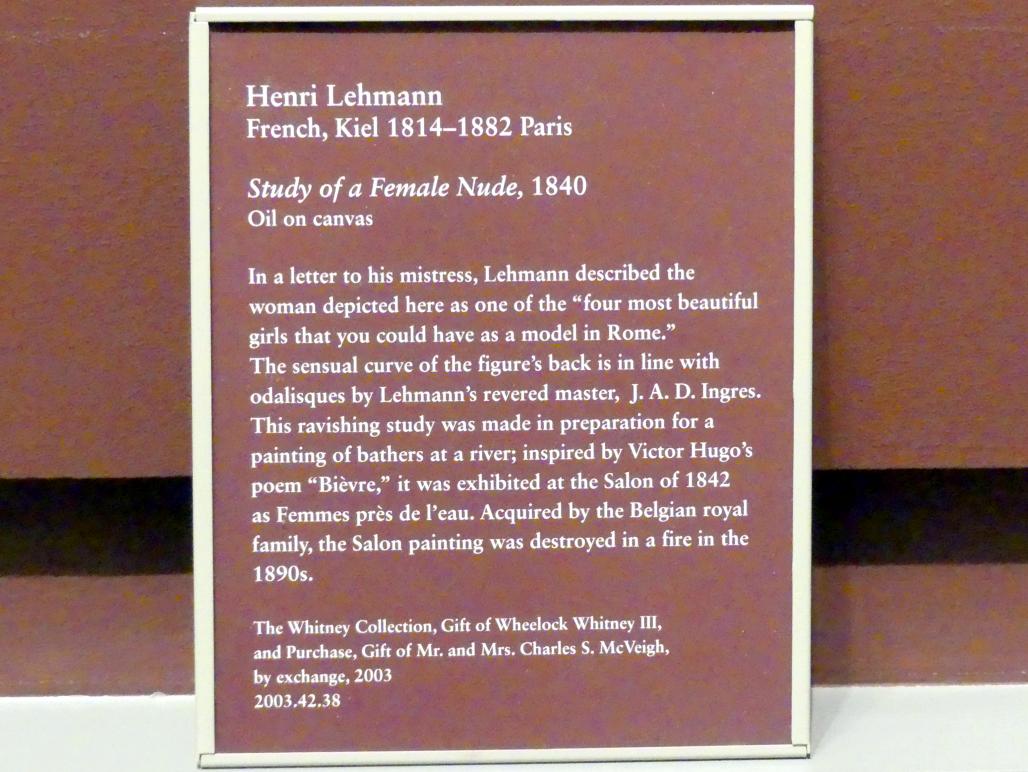 Henri Lehmann
French, Kiel 1814–1882 Paris
Study of a Female Nude, 1840
Oil on canvas
In a letter to his mistress, Lehmann described the
woman depicted here as one of the “four most beautiful
girls that you could have as a model in Rome.”
The sensual curve of the figure’s back is in line with
odalisques by Lehmann’s revered master, J. A. D. Ingres.
This ravishing study was made in preparation for a
painting of bathers at a river; inspired by Victor Hugo’s
poem “Bièvre,” it was exhibited at the Salon of 1842
as Femmes près de l’eau. Acquired by the Belgian royal
family, the Salon painting was destroyed in a fire in the
1890s.
The Whitney Collection, Gift of Wheelock Whitney III,
and Purchase, Gift of Mr. and Mrs. Charles S. McVeigh,
by exchange, 2003
2003.42.38